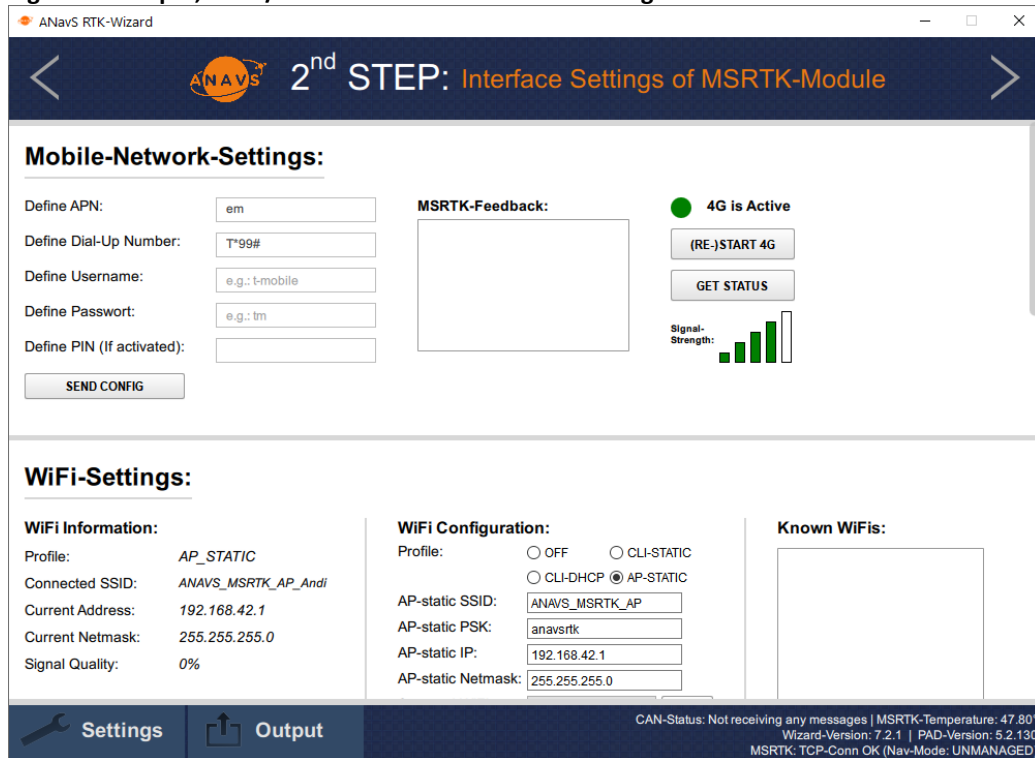 ANavS RTK-Wizard
ANAVS 2nd STEP: Interface Settings of MSRTK-Module
Mobile-Network-Settings:
Define APN:
em
Define Dial-Up Number:
T*99#
Define Username:
e.g.: t-mobile
Define Passwort:
e.g.: tm
Define PIN (If activated):
SEND CONFIG
MSRTK-Feedback:
4G is Active
(RE-)START 4G
GET STATUS
Signal-
Strength:
WiFi-Settings:
WiFi Information:
Profile: AP_STATIC
Connected SSID: ANAVS_MSRTK_AP_Andi
Current Address: 192.168.42.1
Current Netmask: 255.255.255.0
Signal Quality: 0%
WiFi Configuration:
Profile: OFF CLI-STATIC
CLI-DHCP AP-STATIC
AP-static SSID: ANAVS_MSRTK_AP
AP-static PSK: anavsrtk
AP-static IP: 192.168.42.1
AP-static Netmask: 255.255.255.0
Known WiFis:
Settings
Output
CAN-Status: Not receiving any messages | MSRTK-Temperature: 47.80
Wizard-Version: 7.2.1 | PAD-Version: 5.2.130
MSRTK: TCP-Conn OK (Nav-Mode: UNMANAGED